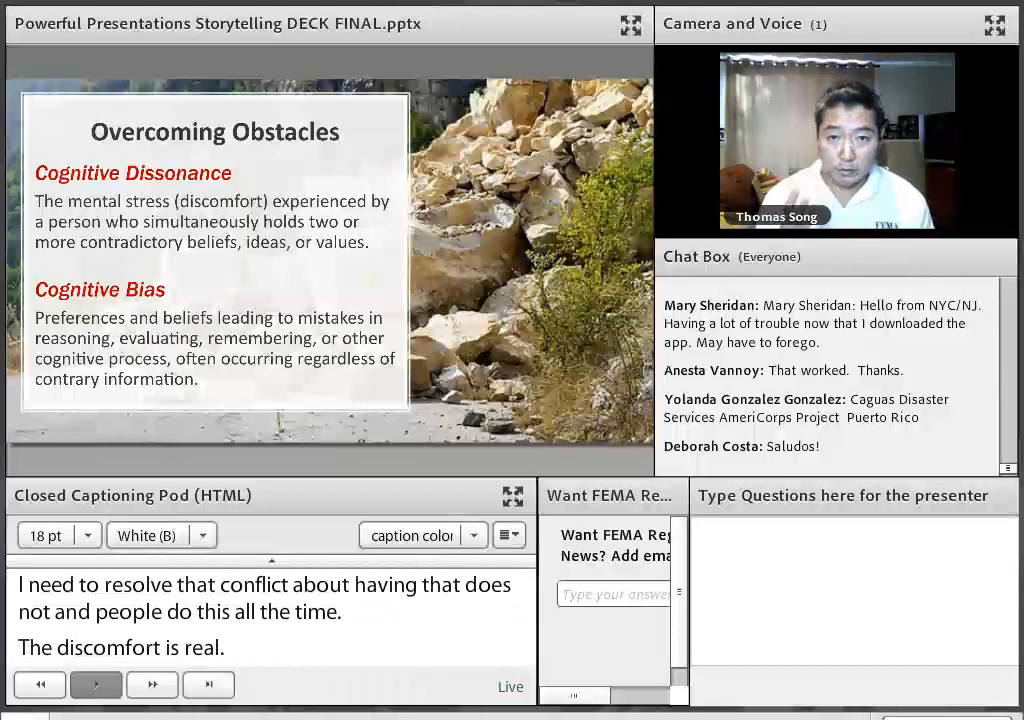 Powerful Presentations Storytelling DECK FINAL.pptx
Overcoming Obstacles
Cognitive Dissonance
The mental stress (discomfort) experienced by
a person who simultaneously holds two or
more contradictory beliefs, ideas, or values.
Cognitive Bias
Preferences and beliefs leading to mistakes in
reasoning, evaluating, remembering, or other
cognitive process, often occurring regardless of
contrary information.
Camera and Voice (1)
Thomas Song
FEMA
Chat Box (Everyone)
Mary Sheridan: Mary Sheridan: Hello from NYC/NJ.
Having a lot of trouble now that I downloaded the
app. May have to forego.
Anesta Vannoy: That worked. Thanks.
Yolanda Gonzalez Gonzalez: Caguas Disaster
Services AmeriCorps Project Puerto Rico
Deborah Costa: Saludos!
Closed Captioning Pod (HTML)
18 pt
White (B)
caption color
I need to resolve that conflict about having that does
not and people do this all the time.
The discomfort is real.
Live
Want FEMA Re...
Want FEMA Reg
News? Add ema
Type your answer
Type Questions here for the presenter